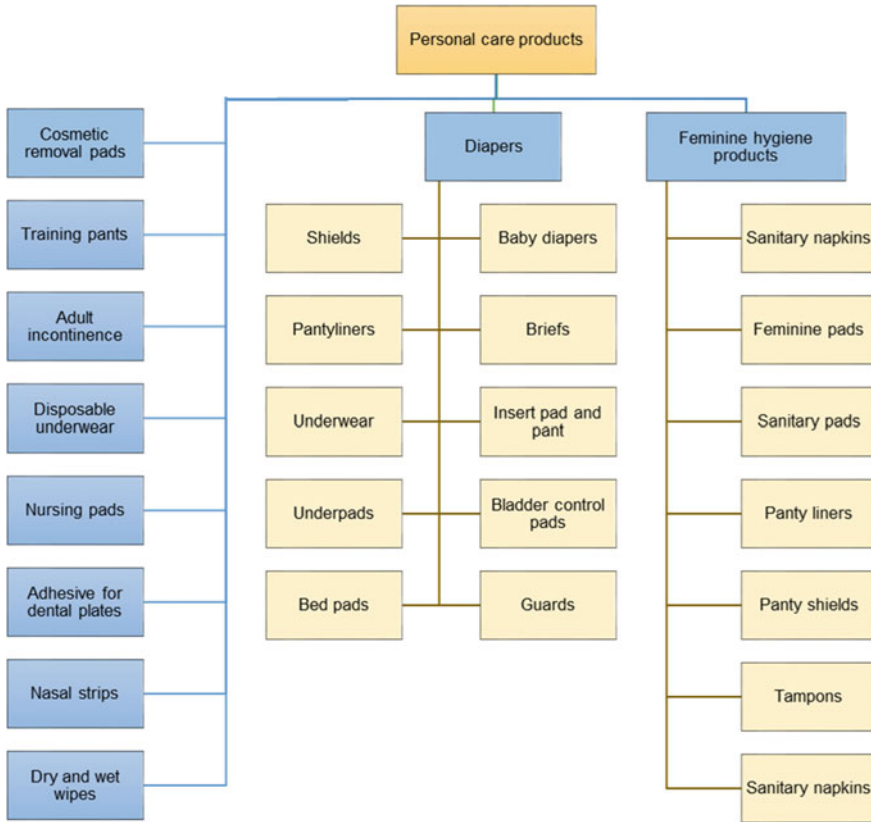 Personal care products
Cosmetic
removal pads
Training pants
Adult
incontinence
Disposable
underwear
Nursing pads
Adhesive for
dental plates
Nasal strips
Dry and wet
wipes
Diapers
Shields
Pantyliners
Underwear
Underpads
Bed pads
Baby diapers
Briefs
Insert pad and
pant
Bladder control
pads
Guards
Feminine hygiene
products
Sanitary napkins
Feminine pads
Sanitary pads
Panty liners
Panty shields
Tampons
Sanitary napkins